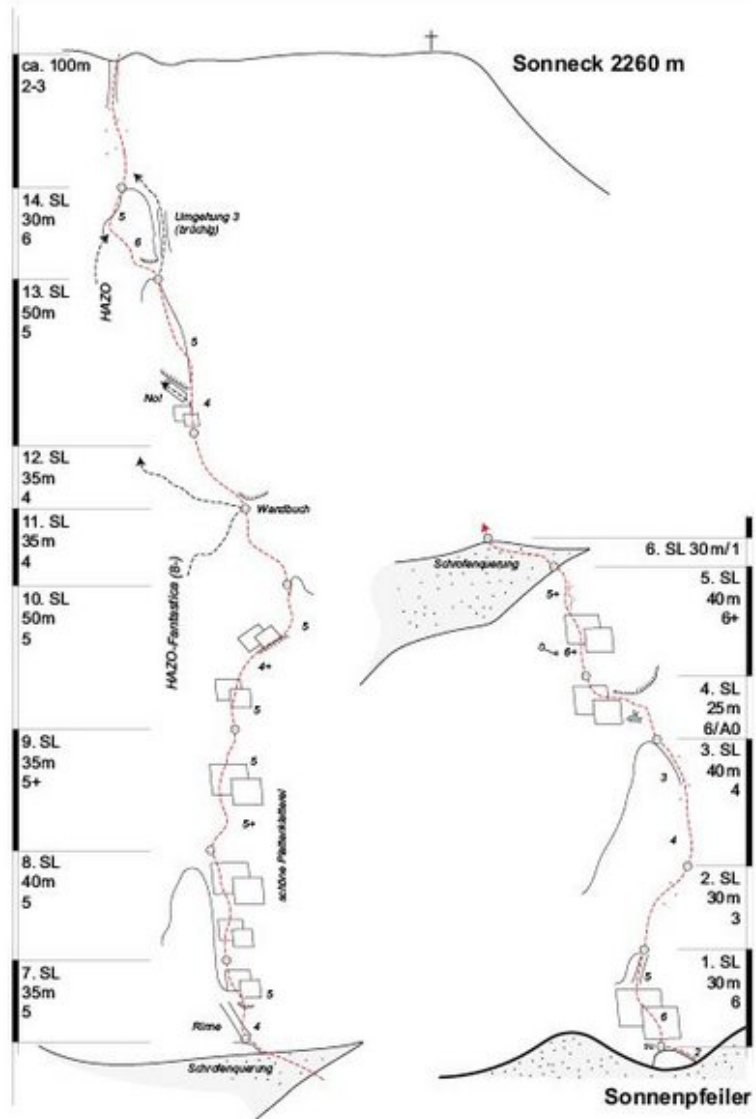 Sonneck 2260 m
ca. 100m
2-3
14. SL
30m
6
5
6
Umgehung 3
(brüchig)
HAZO
13. SL
50m
5
5
No!
4
12. SL
35m
4
Wandbuch
11. SL
35m
4
HAZO-Fantastica (8-)
10. SL
50m
5
5
4+
5
9. SL
35m
5+
5
5+
schöne Plattenkletterei
8. SL
40m
5
7. SL
35m
5
5
Rinne
4
Schrofenquerung
6. SL 30m/1
Schrofenquerung
5. SL
40m
6+
5+
6+
4. SL
25m
6/A0
3. SL
40m
4
3
4
2. SL
30m
3
1. SL
30m
6
5
6
2
Sonnenpfeiler